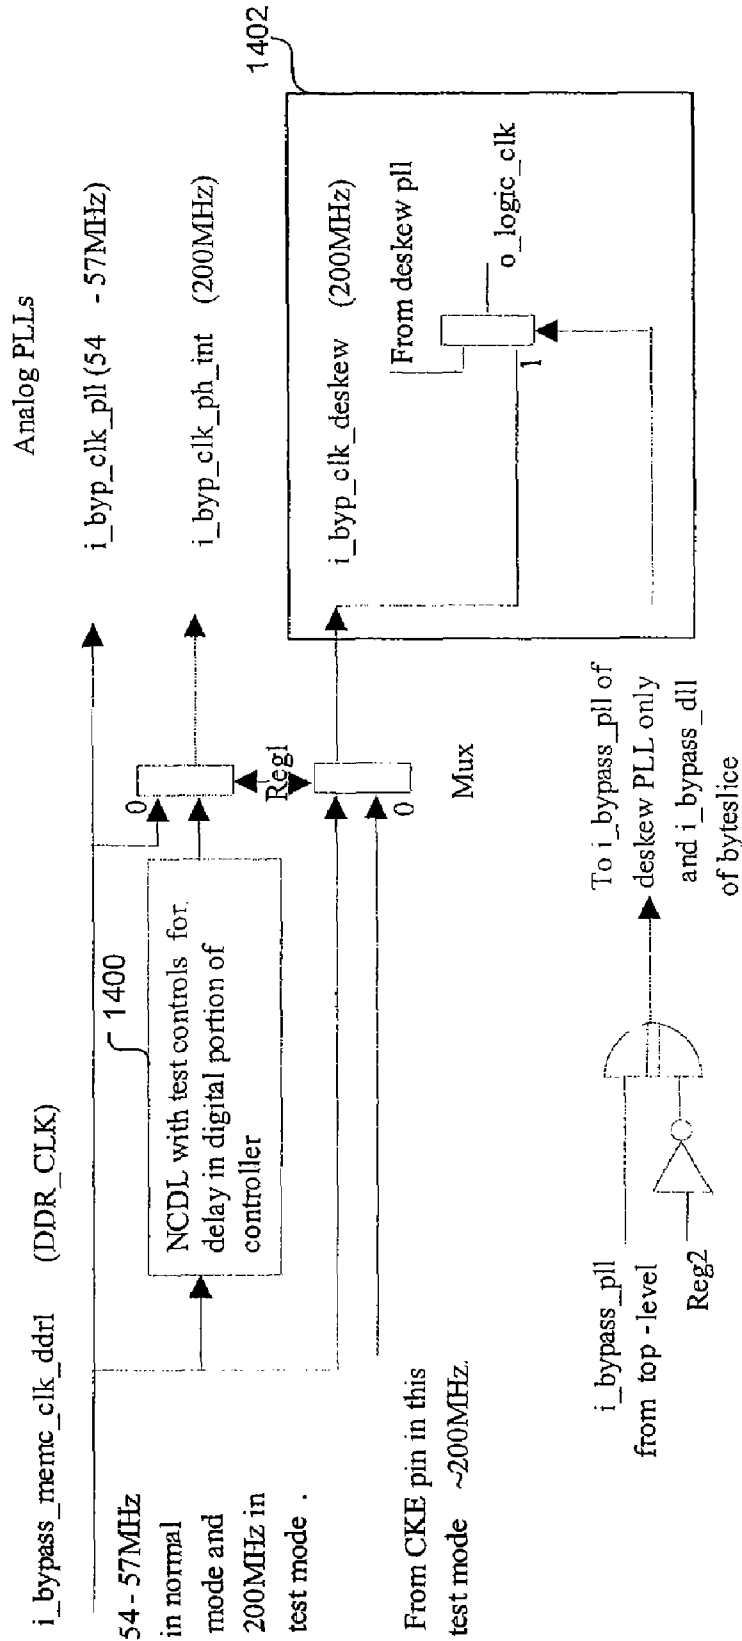 i_bypass_memc_clk_ddr1 (DDR_CLK)
Analog PLLs
54 - 57MHz
in normal
mode and
200MHz in
test mode .
1400
NCDL with test controls for
delay in digital portion of
controller
0
Reg1
0
Mux
i_byp_clk_pll (54 - 57MHz)
i_byp_clk_ph_int (200MHz)
1402
i_byp_clk_deskew (200MHz)
From deskew pll
o_logic_clk
1
From CKE pin in this
test mode ~200MHz.
i_bypass_pll
from top -level
Reg2
To i_bypass_pll of
deskew PLL only
and i_bypass_dll
of byteslice